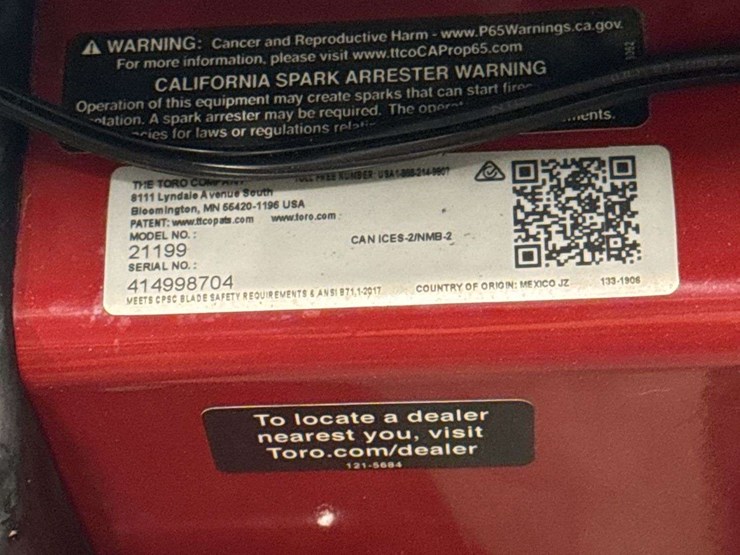 WARNING: Cancer and Reproductive Harm - www.P65Warnings.ca.gov.
For more information, please visit www.ttcoCAProp65.com
CALIFORNIA SPARK ARRESTER WARNING
Operation of this equipment may create sparks that can start
A spark arrester may be required. The
for laws or regulations
THE TORO
8111 Lyndale Avenue South
Bloomington, MN 55420-1196 USA
PATENT: www.ttcopats.com www.toro.com
MODEL NO.:
21199
CAN ICES-2/NMB-2
SERIAL NO.:
414998704
MEETS CPSC BLADE SAFETY REQUIREMENTS & ANSI B71.1-2017
COUNTRY OF ORIGIN: MEXICO JZ 133-1906
To locate a dealer
nearest you, visit
Toro.com/dealer
121-5684